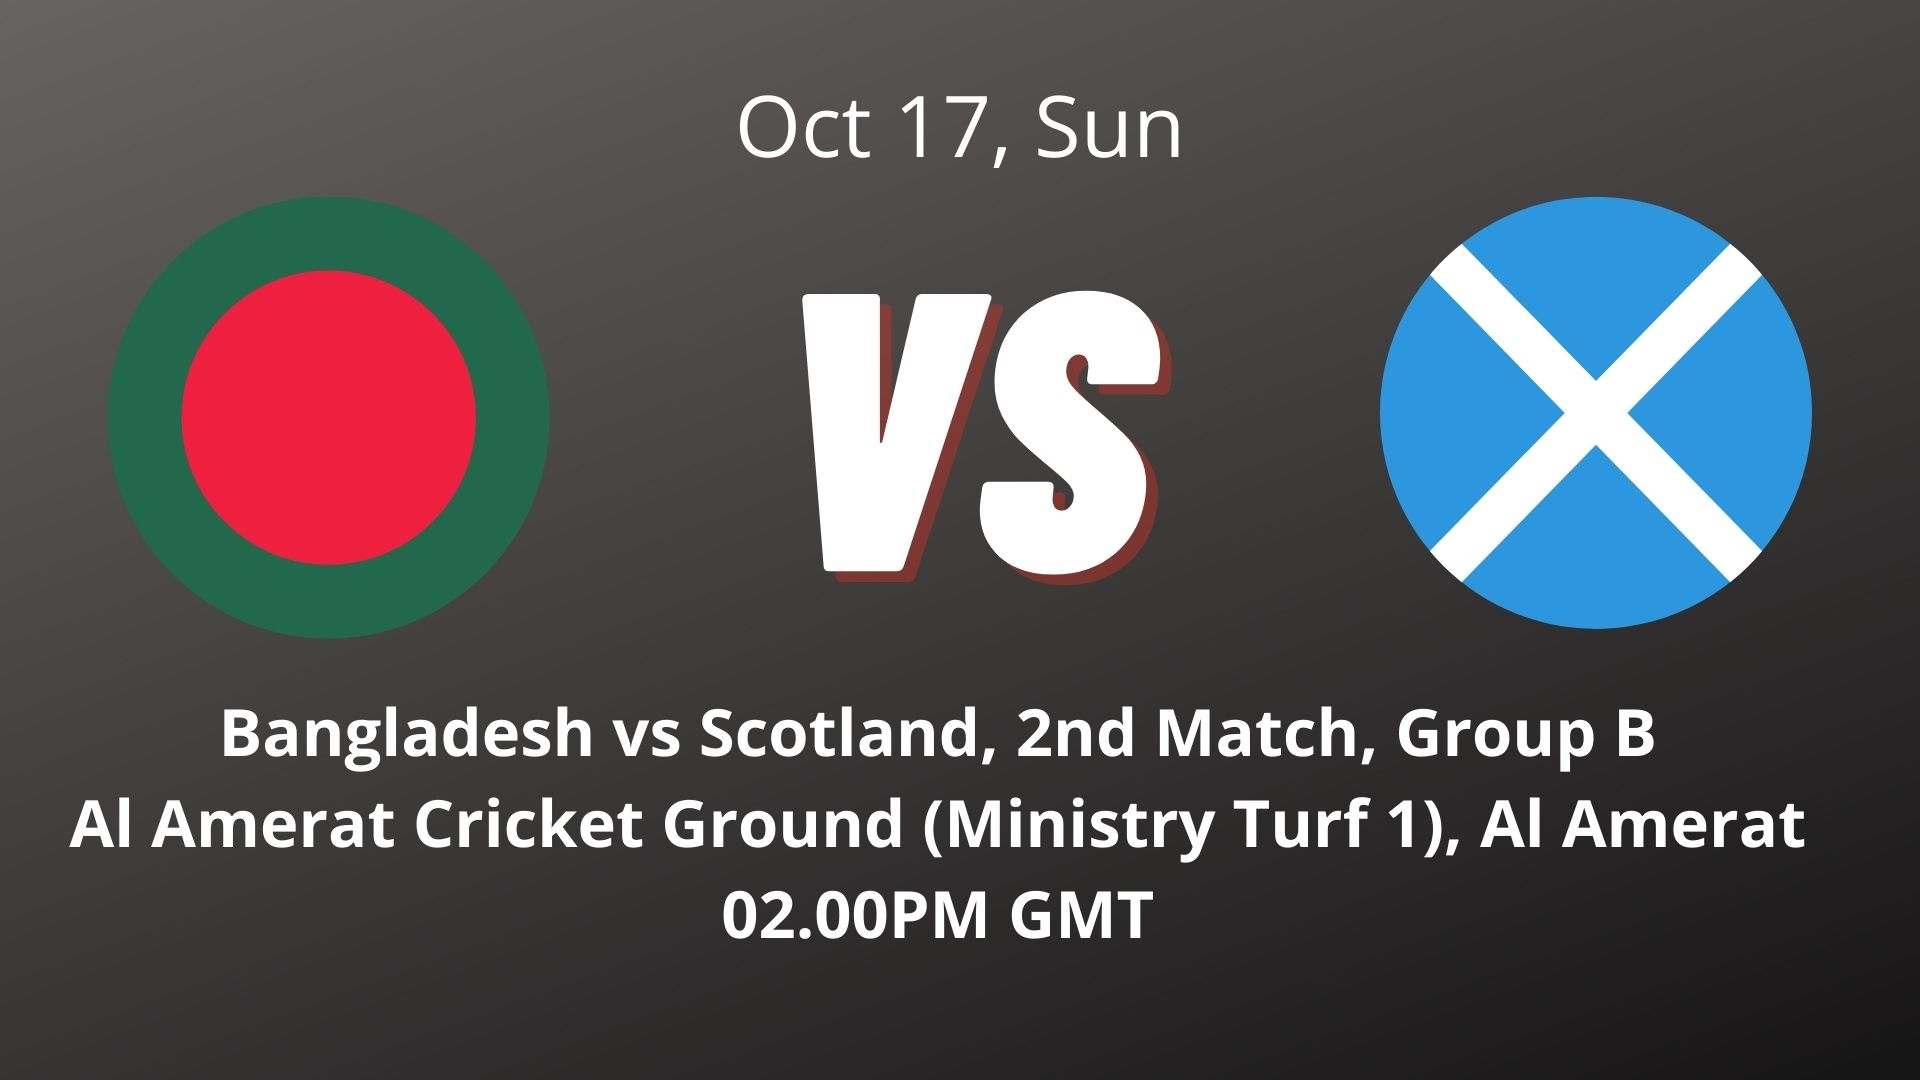 Oct 17, Sun
VS
Bangladesh vs Scotland, 2nd Match, Group B
Al Amerat Cricket Ground (Ministry Turf 1), Al Amerat
02.00PM GMT